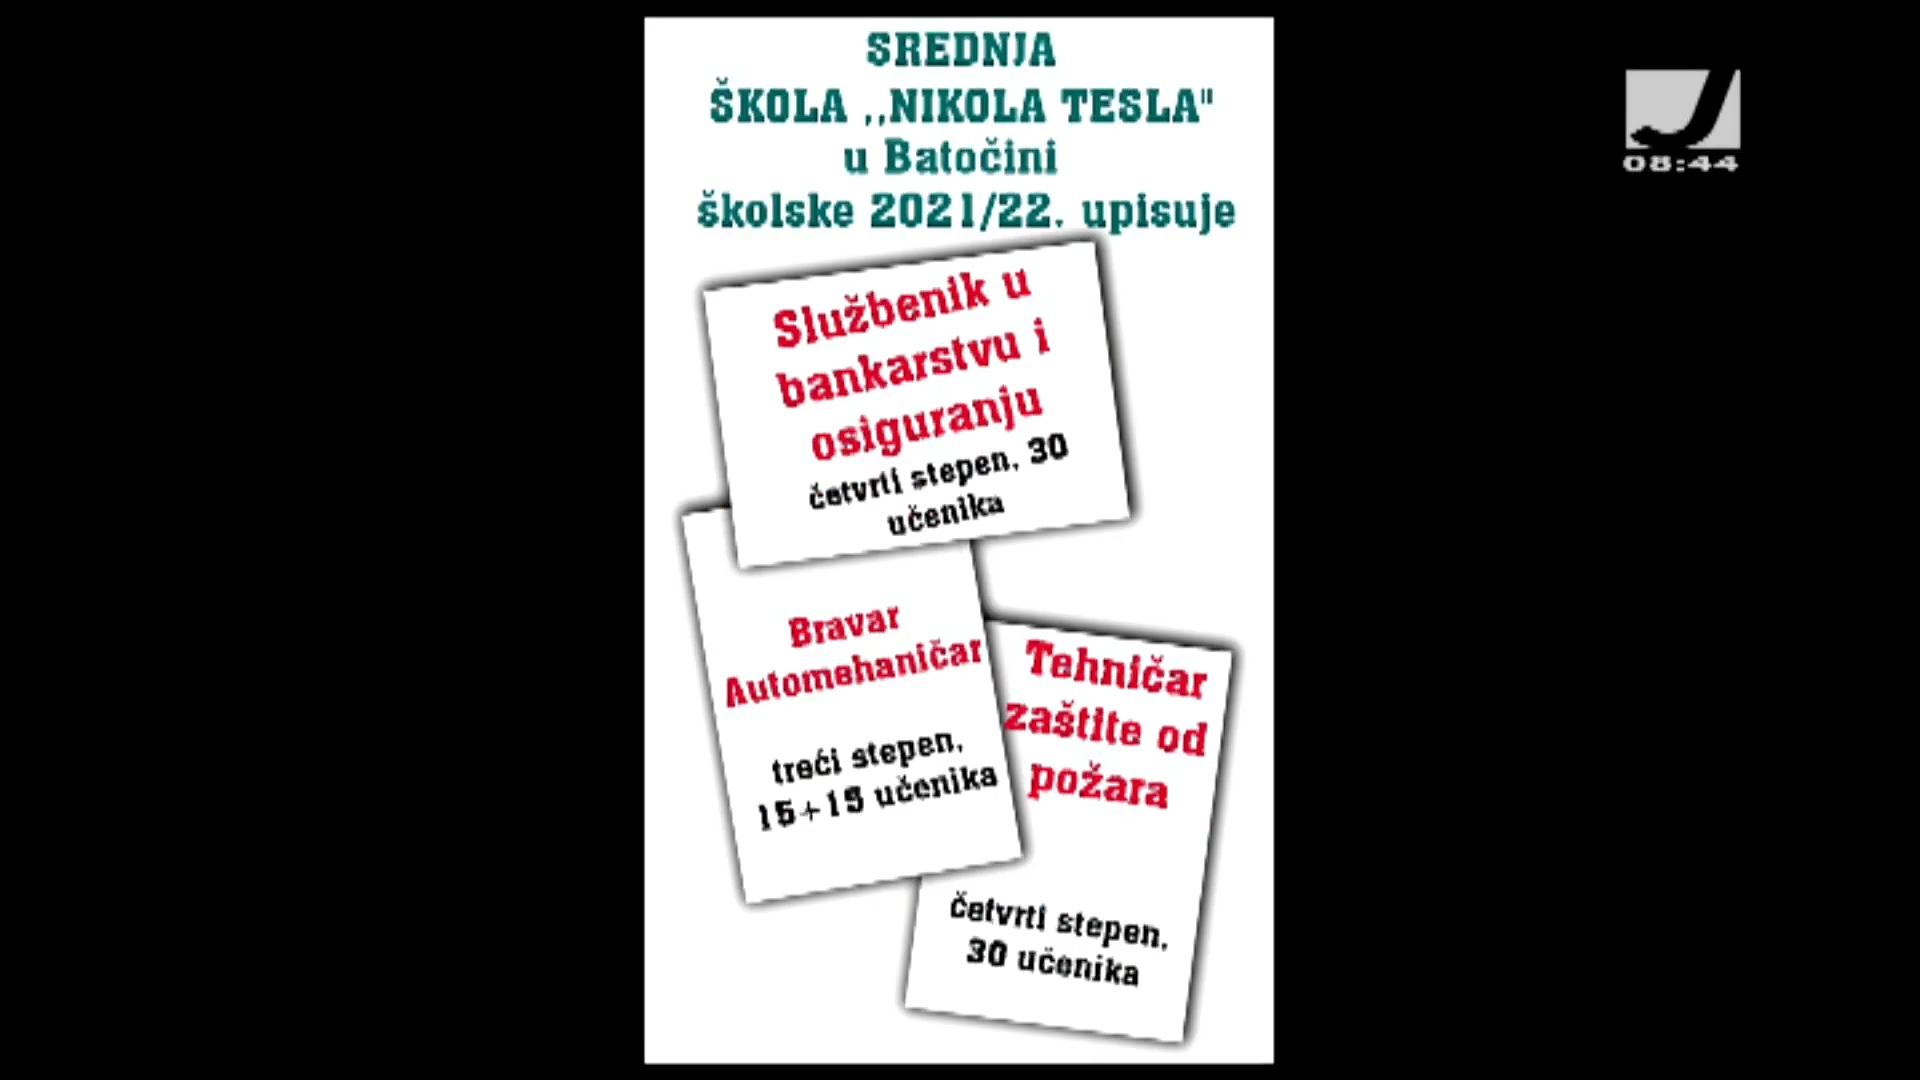 SREDNJA
ŠKOLA ,,NIKOLA TESLA"
u Batočini
školske 2021/22. upisuje
Službenik u
bankarstvu i
osiguranju
četvrti stepen, 30
učenika
Bravar
Automehaničar
treći stepen,
15+15 učenika
Tehničar
zaštite od
požara
četvrti stepen,
30 učenika
J
08:44